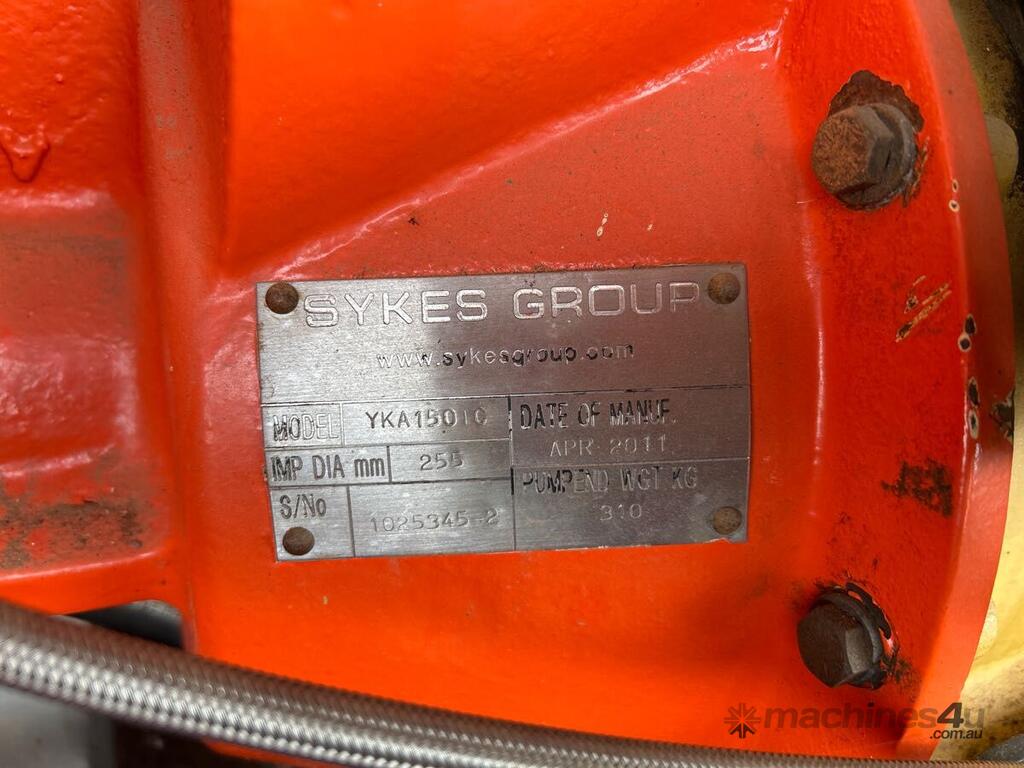 SYKES GROUP
www.sykesgroup.com
MODEL YKA150IC DATE OF MANUF.
APR 2011
IMP DIA mm 255 PUMPEND WGT KG
310
S/No 1025345-2
machines4u
.com.au